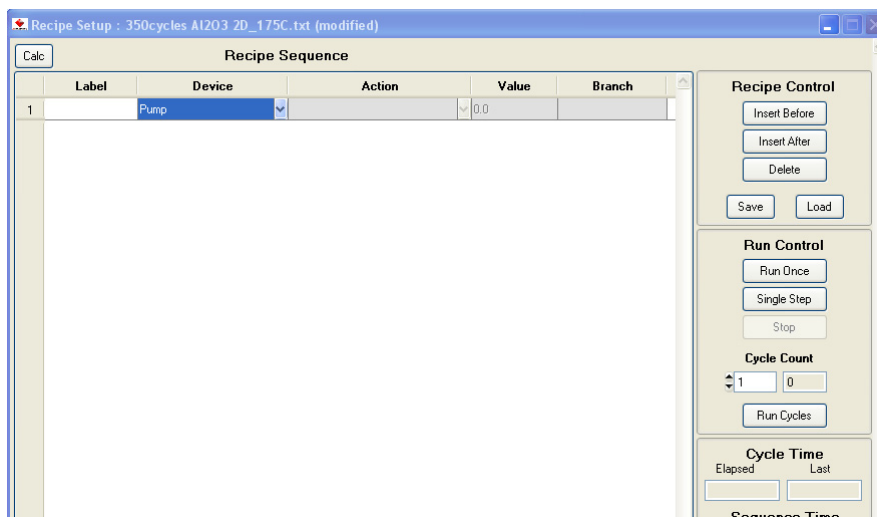 Recipe Setup : 350cycles Al2O3 2D_175C.txt (modified)
Calc
Recipe Sequence
Label Device Action Value Branch
1 Pump 0.0
Recipe Control
Insert Before
Insert After
Delete
Save Load
Run Control
Run Once
Single Step
Stop
Cycle Count
1 0
Run Cycles
Cycle Time
Elapsed Last
Sequence Time